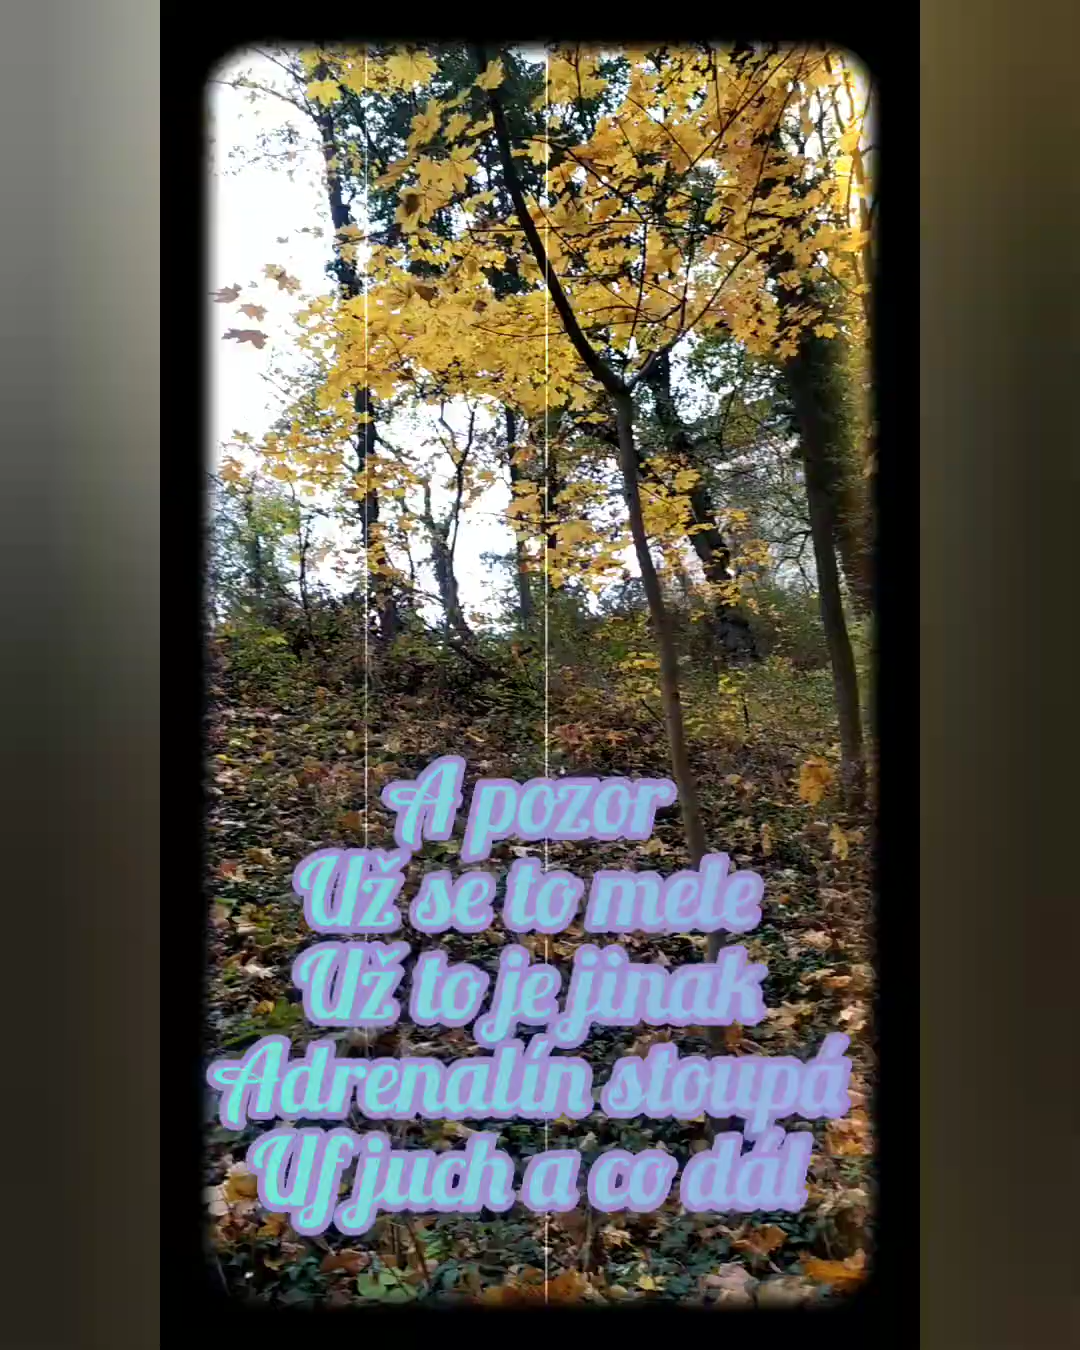 A pozor
Už se to mele
Už to je jinak
Adrenalín stoupá
Uf juch a co dál